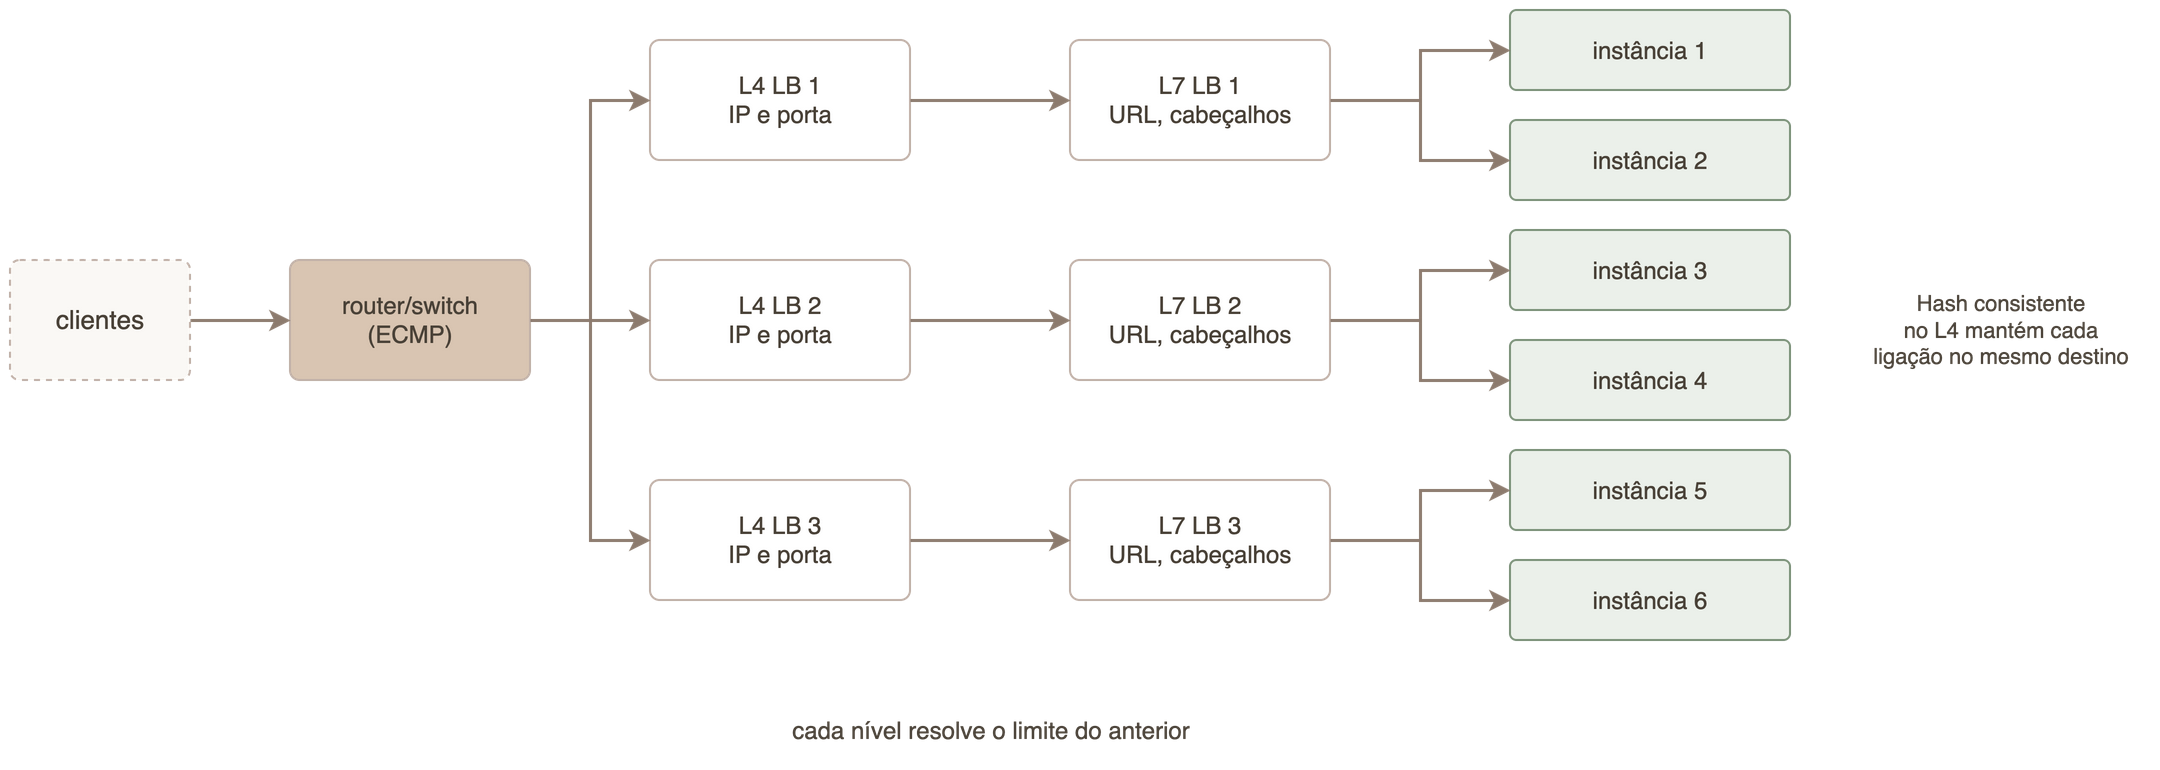 clientes
router/switch
(ECMP)
L4 LB 1
IP e porta
L4 LB 2
IP e porta
L4 LB 3
IP e porta
L7 LB 1
URL, cabeçalhos
L7 LB 2
URL, cabeçalhos
L7 LB 3
URL, cabeçalhos
instância 1
instância 2
instância 3
instância 4
instância 5
instância 6
Hash consistente
no L4 mantém cada
ligação no mesmo destino
cada nível resolve o limite do anterior